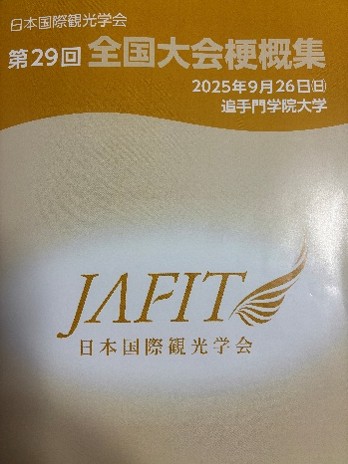 日本国際観光学会
第29回 全国大会梗概集
2025年9月26日㈰
追手門学院大学
JAFIT
日本国際観光学会